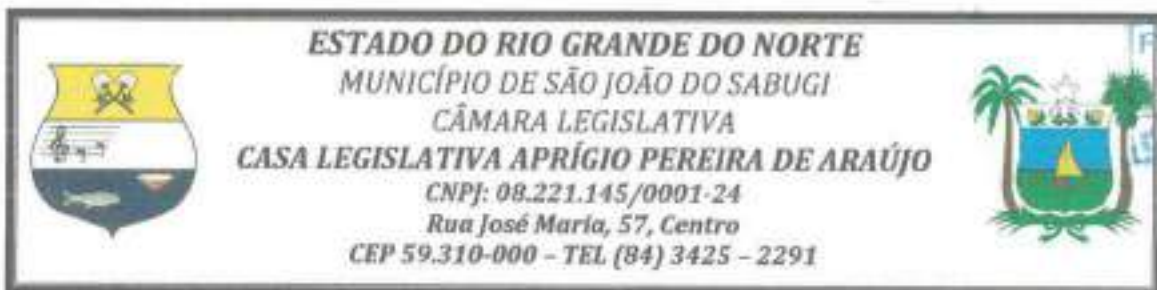 ESTADO DO RIO GRANDE DO NORTE
MUNICÍPIO DE SÃO JOÃO DO SABUGI
CÂMARA LEGISLATIVA
CASA LEGISLATIVA APRÍGIO PEREIRA DE ARAÚJO
CNPJ: 08.221.145/0001-24
Rua José Maria, 57, Centro
CEP 59.310-000 – TEL (84) 3425 – 2291